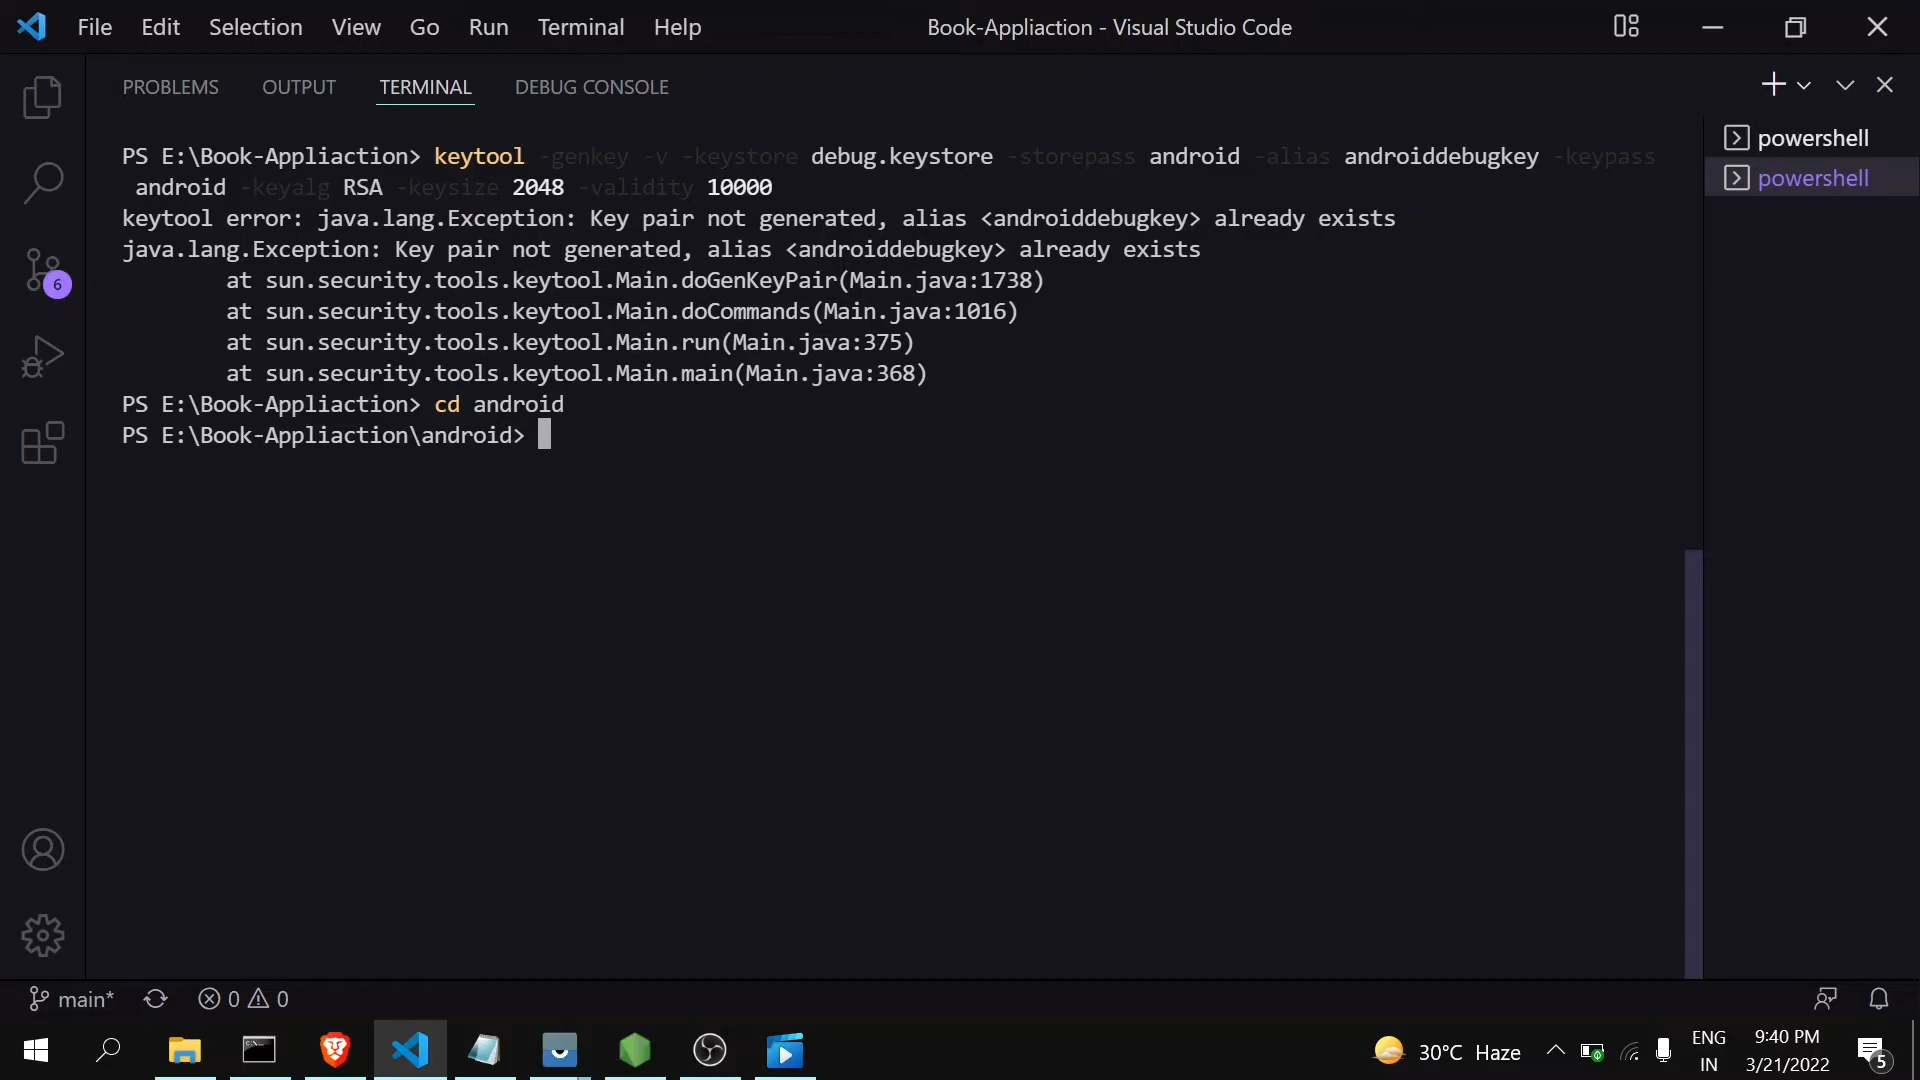 File Edit Selection View Go Run Terminal Help
Book-Appliaction - Visual Studio Code
PROBLEMS OUTPUT TERMINAL DEBUG CONSOLE
PS E:\Book-Appliaction> keytool -genkey -v -keystore debug.keystore -storepass android -alias androiddebugkey -keypass
android -keyalg RSA -keysize 2048 -validity 10000
keytool error: java.lang.Exception: Key pair not generated, alias <androiddebugkey> already exists
java.lang.Exception: Key pair not generated, alias <androiddebugkey> already exists
at sun.security.tools.keytool.Main.doGenKeyPair(Main.java:1738)
at sun.security.tools.keytool.Main.doCommands(Main.java:1016)
at sun.security.tools.keytool.Main.run(Main.java:375)
at sun.security.tools.keytool.Main.main(Main.java:368)
PS E:\Book-Appliaction> cd android
PS E:\Book-Appliaction\android>
powershell
powershell
6
main* 0 0
30°C Haze
ENG
IN
9:40 PM
3/21/2022
5